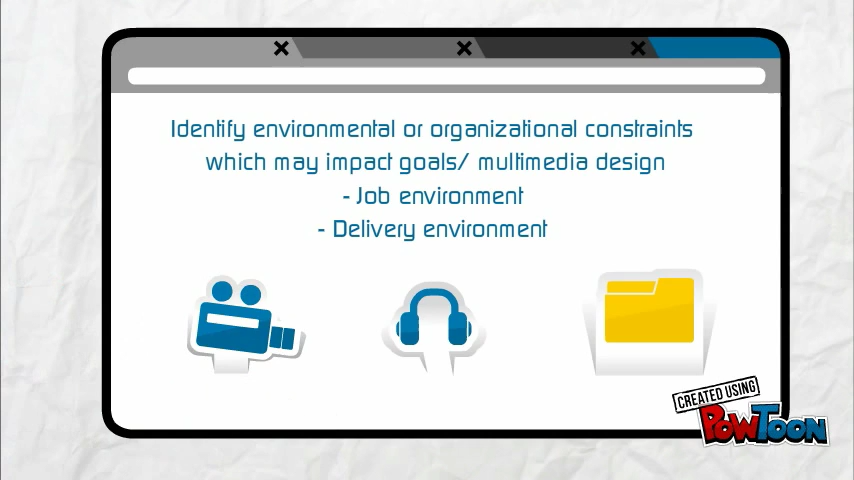 Identify environmental or organizational constraints
which may impact goals/ multimedia design
- Job environment
- Delivery environment
CREATED USING
POWTOON